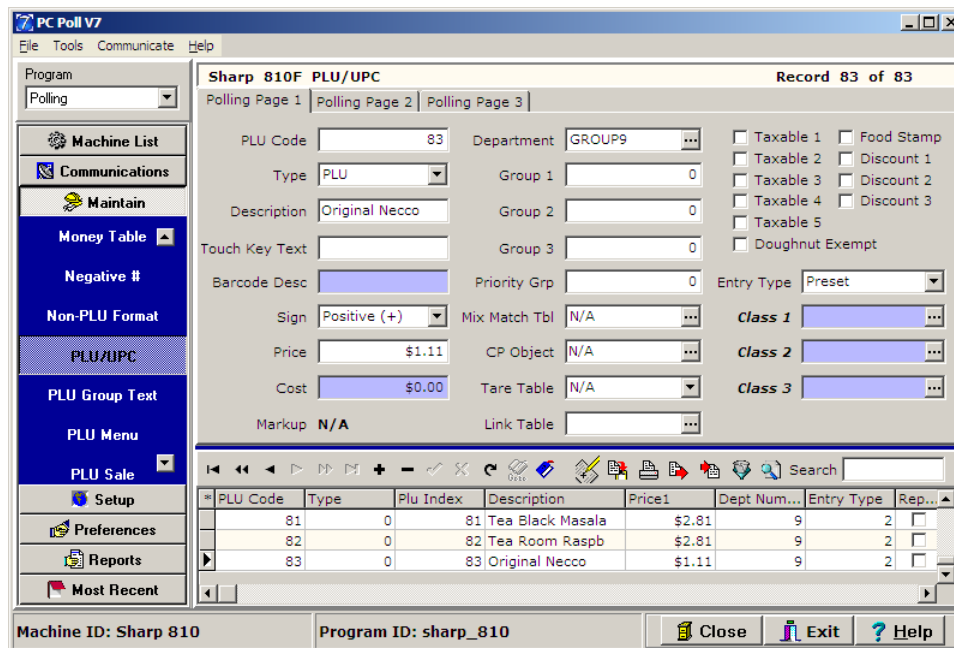 PC Poll V7
File Tools Communicate Help
Program
Polling
Machine List
Communications
Maintain
Money Table
Negative #
Non-PLU Format
PLU/UPC
PLU Group Text
PLU Menu
PLU Sale
Setup
Preferences
Reports
Most Recent
Sharp 810F PLU/UPC Record 83 of 83
Polling Page 1 Polling Page 2 Polling Page 3
PLU Code 83 Department GROUP9 ... Taxable 1 Food Stamp
Taxable 2 Discount 1
Type PLU Group 1 0 Taxable 3 Discount 2
Taxable 4 Discount 3
Description Original Necco Group 2 0 Taxable 5
Touch Key Text Group 3 0 Doughnut Exempt
Barcode Desc Priority Grp 0 Entry Type Preset
Sign Positive (+) Mix Match Tbl N/A ... Class 1 ...
Price $1.11 CP Object N/A ... Class 2 ...
Cost $0.00 Tare Table N/A Class 3 ...
Markup N/A Link Table ...
Search
* PLU Code Type Plu Index Description Price1 Dept Num... Entry Type Rep...
81 0 81 Tea Black Masala $2.81 9 2
82 0 82 Tea Room Raspb $2.81 9 2
83 0 83 Original Necco $1.11 9 2
Machine ID: Sharp 810 Program ID: sharp_810 Close Exit ? Help